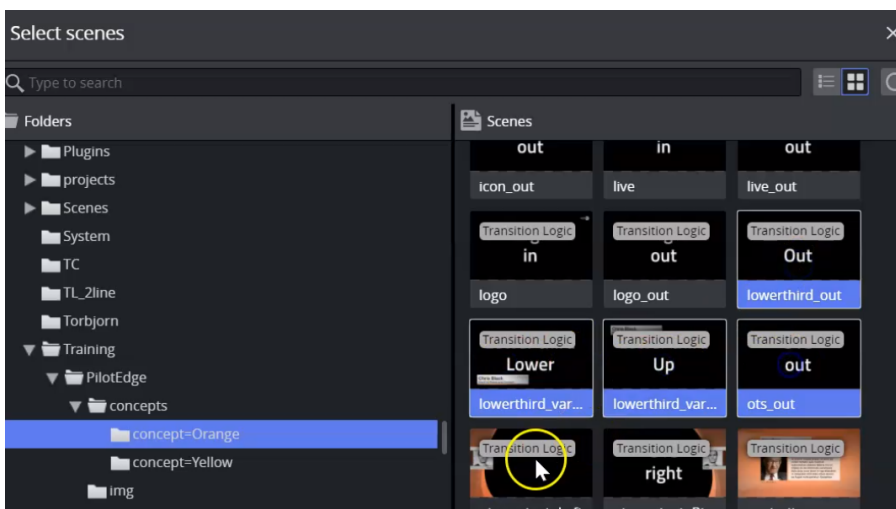 Select scenes
Type to search
Folders
Plugins
projects
Scenes
System
TC
TL_2line
Torbjorn
Training
PilotEdge
concepts
concept=Orange
concept=Yellow
img
Scenes
out
in
out
icon_out
live
live_out
Transition Logic
Transition Logic
Transition Logic
in
out
Out
logo
logo_out
lowerthird_out
Transition Logic
Transition Logic
Transition Logic
Lower
Up
out
Chris Black
lowerthird_var...
lowerthird_var...
ots_out
Transition Logic
Transition Logic
Transition Logic
right